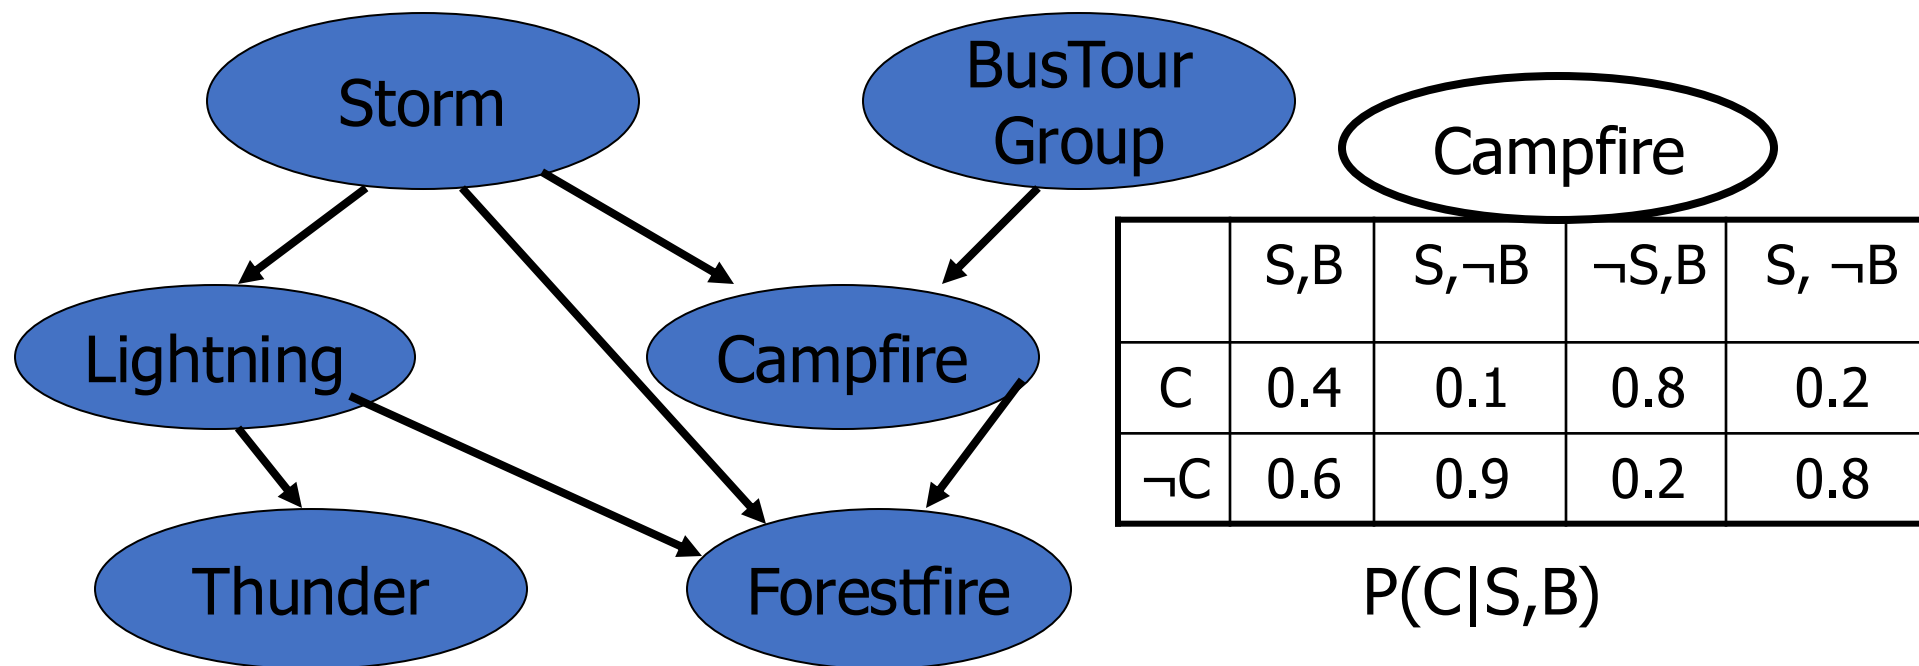 Storm
BusTour
Group
Campfire
Lightning
Campfire
Thunder
Forestfire
S,B S,¬B ¬S,B S, ¬B
C 0.4 0.1 0.8 0.2
¬C 0.6 0.9 0.2 0.8
P(C|S,B)